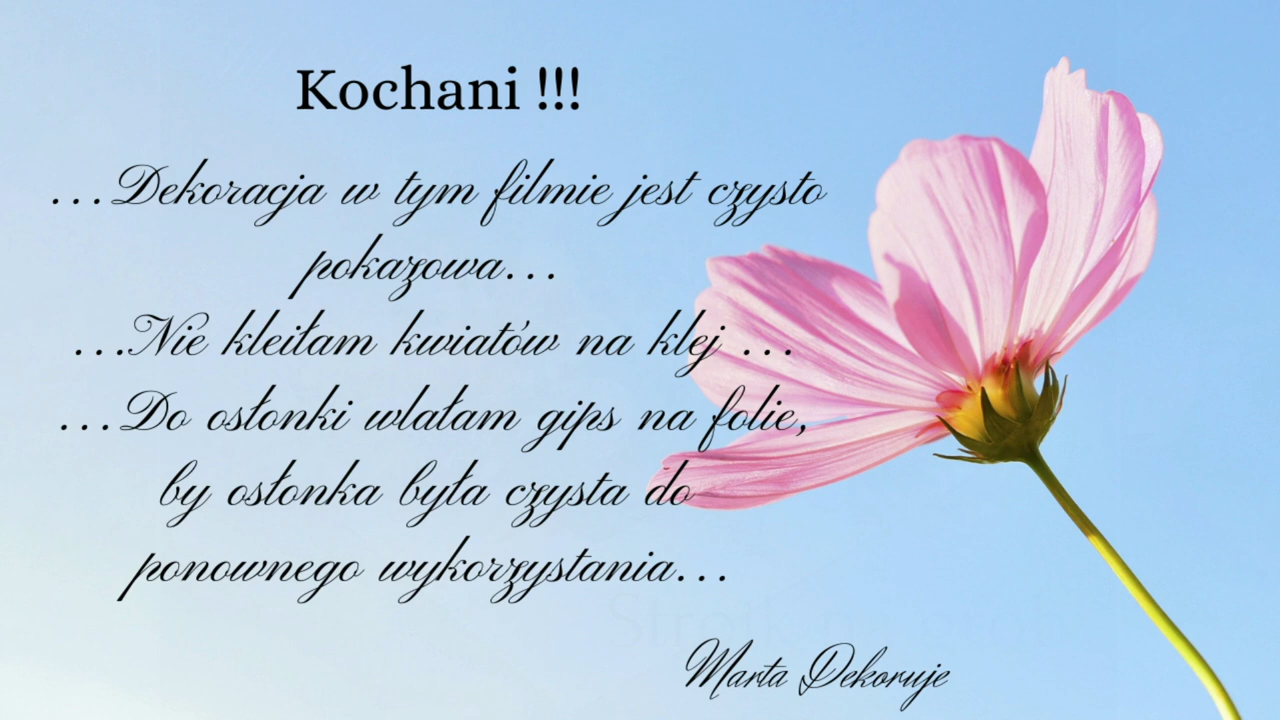 Kochani !!!
...Dekoracja w tym filmie jest czysto
pokazowa...
...Nie kleiłam kwiatów na klej ...
...Do osłonki wlałam gips na folie,
by osłonka była czysta do
ponownego wykorzystania...
Marta Dekoruje